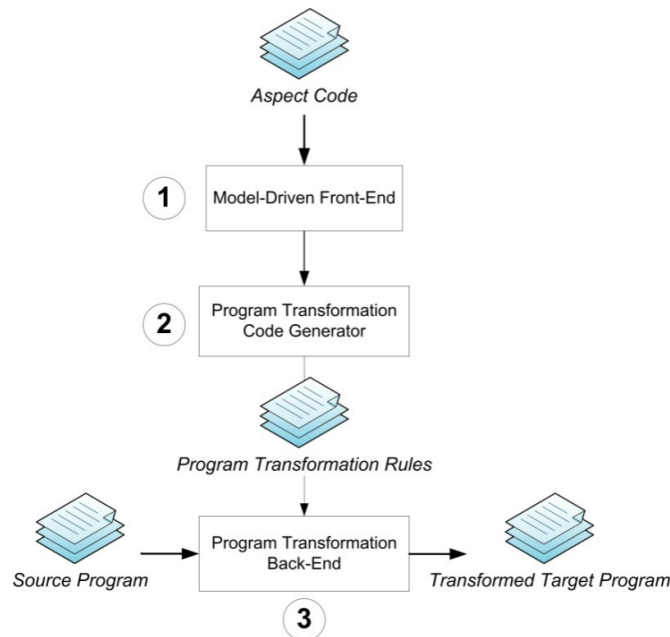 Aspect Code
1
Model-Driven Front-End
2
Program Transformation
Code Generator
Program Transformation Rules
Source Program
Program Transformation
Back-End
Transformed Target Program
3